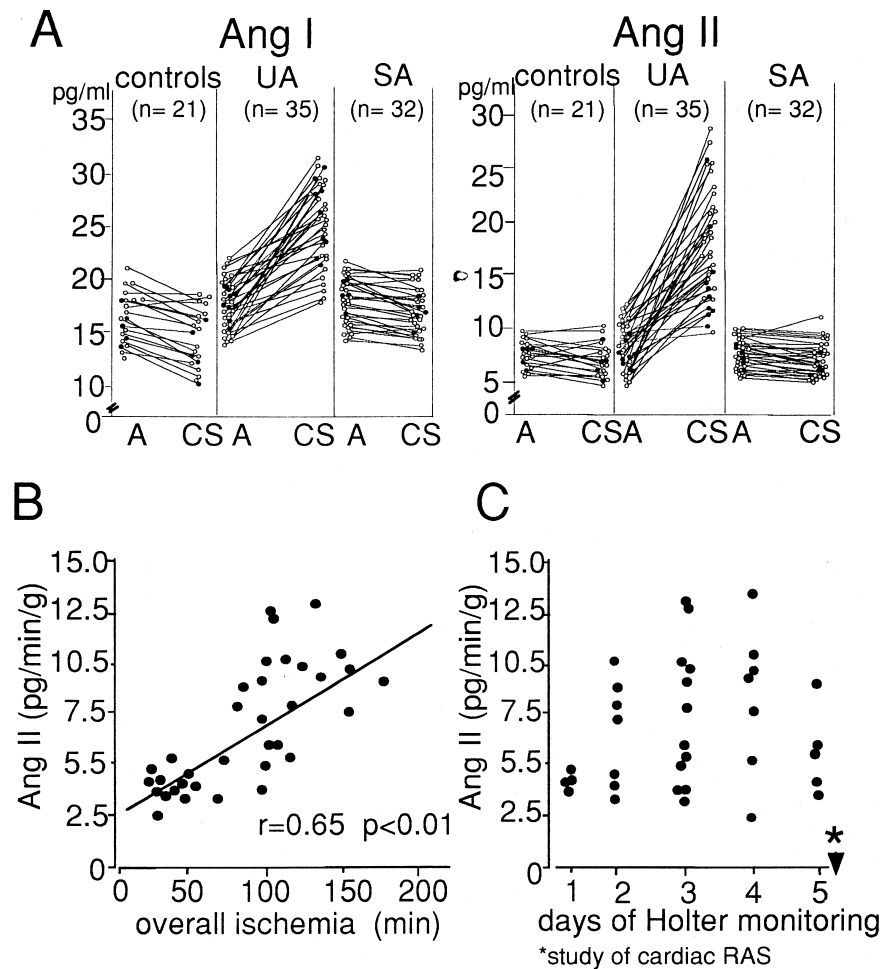 A
Ang I
Ang II
controls UA SA
controls UA SA
pg/ml
(n= 21) (n= 35) (n= 32)
pg/ml
(n= 21) (n= 35) (n= 32)
35
30
25
20
15
10
0
30
25
20
15
10
5
0
A CS A CS A CS
A CS A CS A CS
B
C
Ang II (pg/min/g)
15.0
12.5
10.5
7.5
5.5
2.5
0
r=0.65 p<0.01
0 50 100 150 200
overall ischemia (min)
Ang II (pg/min/g)
15.0
12.5
10.5
7.5
5.5
2.5
0
*
1 2 3 4 5
days of Holter monitoring
*study of cardiac RAS